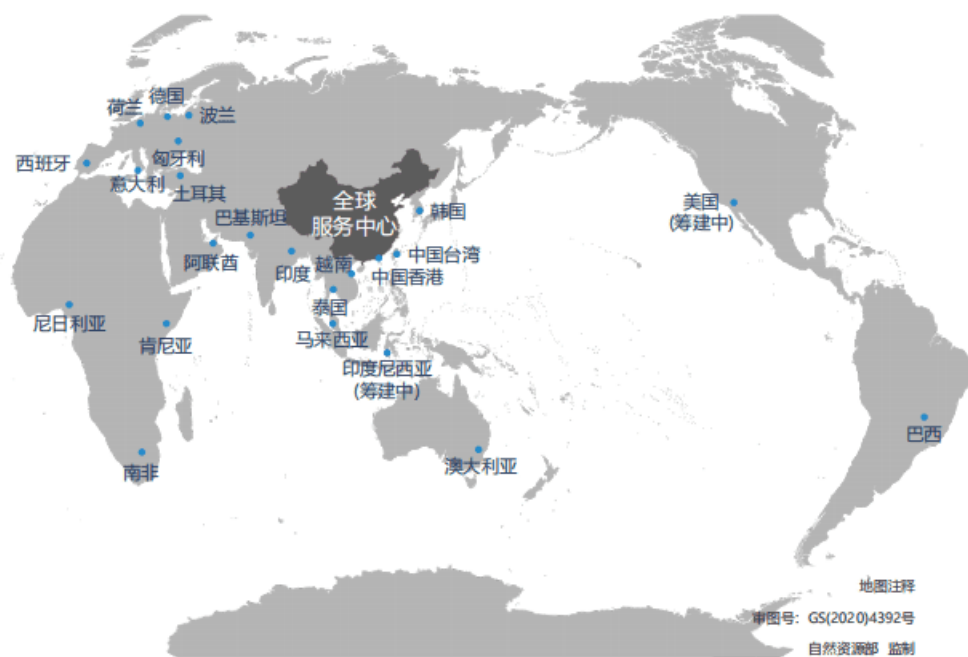 德国
荷兰
波兰
匈牙利
西班牙
意大利
土耳其
全球
服务中心
巴基斯坦
韩国
美国
(筹建中)
阿联酋
印度
越南
中国台湾
中国香港
泰国
尼日利亚
肯尼亚
马来西亚
印度尼西亚
(筹建中)
巴西
南非
澳大利亚
地图注释
审图号：GS(2020)4392号
自然资源部 监制